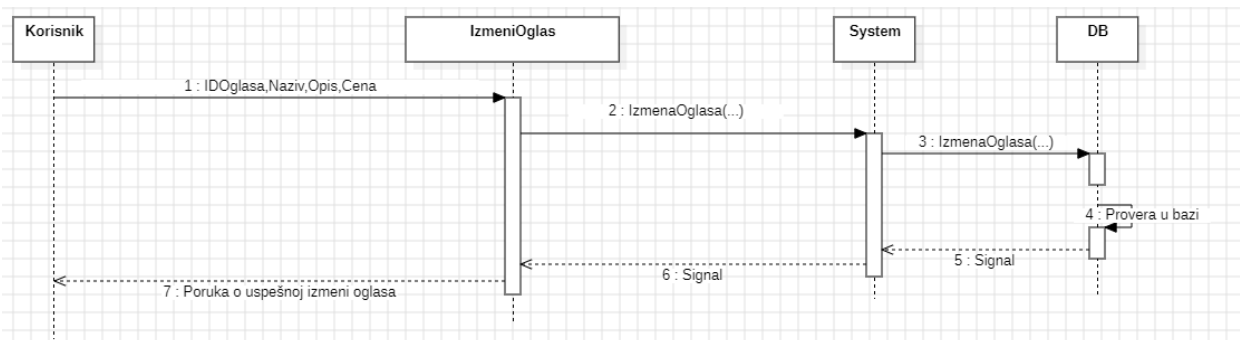 Korisnik
IzmeniOglas
System
DB
1 : IDOglasa,Naziv,Opis,Cena
2 : IzmenaOglasa(...)
3 : IzmenaOglasa(...)
4 : Provera u bazi
5 : Signal
6 : Signal
7 : Poruka o uspešnoj izmeni oglasa